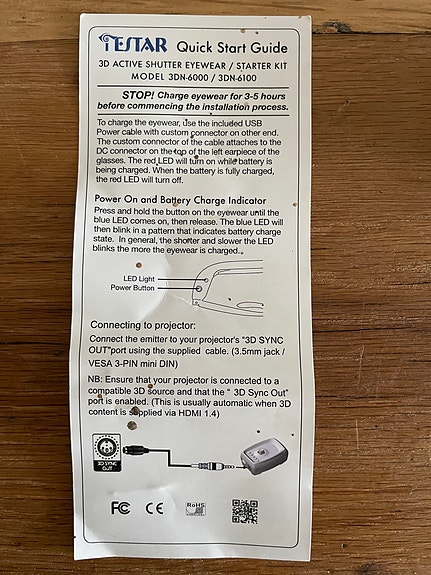 TESTAR Quick Start Guide
3D ACTIVE SHUTTER EYEWEAR / STARTER KIT
MODEL 3DN-6000 / 3DN-6100
STOP! Charge eyewear for 3-5 hours
before commencing the installation process.
To charge the eyewear, use the included USB
Power cable with custom connector on other end.
The custom connector of the cable attaches to the
DC connector on the top of the left earpiece of the
glasses. The red LED will turn on while battery is
being charged. When the battery is fully charged,
the red LED will turn off.
Power On and Battery Charge Indicator
Press and hold the button on the eyewear until the
blue LED comes on, then release. The blue LED will
then blink in a pattern that indicates battery charge
state. In general, the shorter and slower the LED
blinks the more the eyewear is charged.
LED Light
Power Button
Connecting to projector:
Connect the emitter to your projector's "3D SYNC
OUT"port using the supplied cable. (3.5mm jack /
VESA 3-PIN mini DIN)
NB: Ensure that your projector is connected to a
compatible 3D source and that the " 3D Sync Out"
port is enabled. (This is usually automatic when 3D
content is supplied via HDMI 1.4)
3D SYNC
OUT
FC CE RoHS